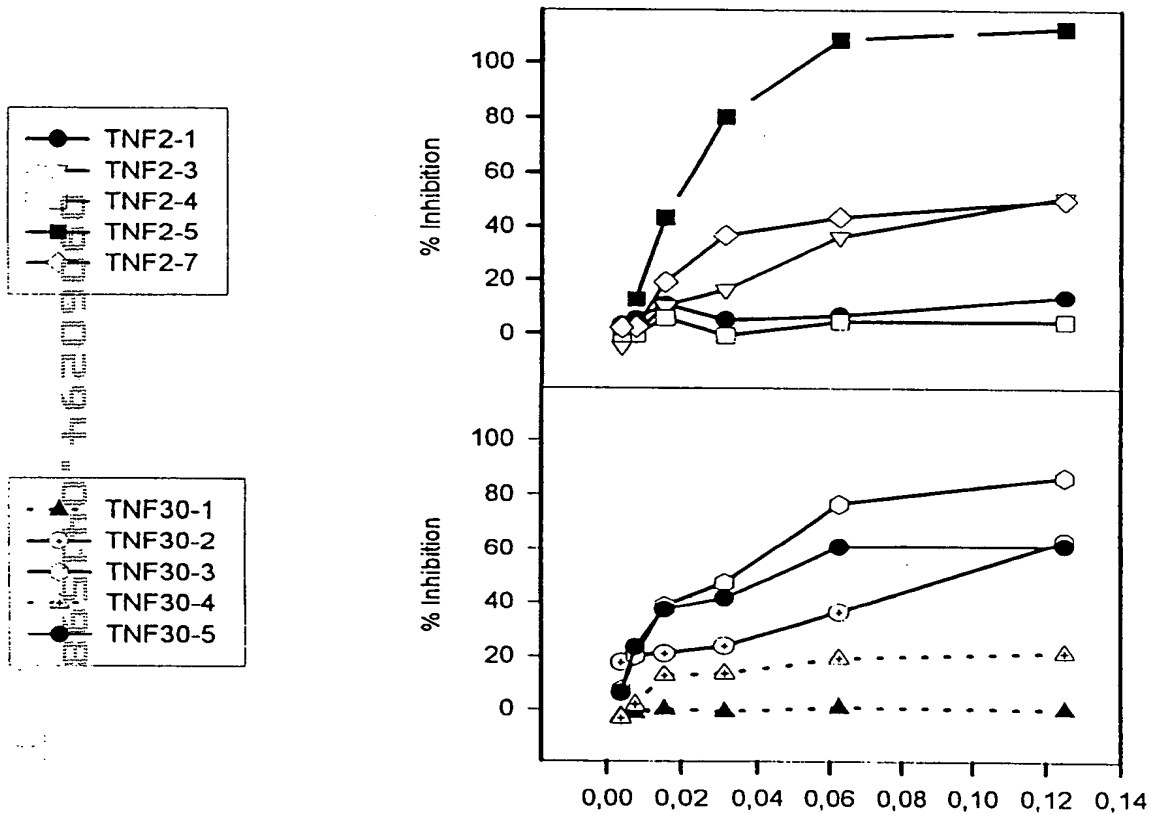 TNF2-1
TNF2-3
TNF2-4
TNF2-5
TNF2-7
% Inhibition
100
80
60
40
20
0
TNF30-1
TNF30-2
TNF30-3
TNF30-4
TNF30-5
% Inhibition
100
80
60
40
20
0
0,00 0,02 0,04 0,06 0,08 0,10 0,12 0,14